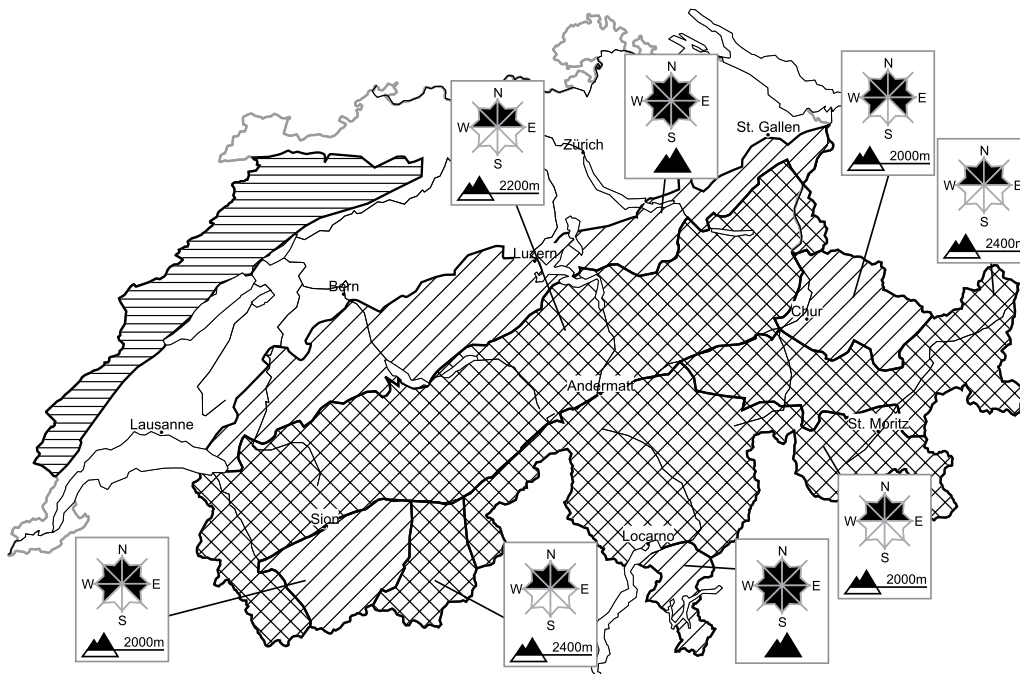 N
W E
S
2200m
N
W E
S
N
W E
S
2000m
N
W E
S
2400m
St. Gallen
Zürich
Luzern
Bern
Chur
Andermatt
St. Moritz
Lausanne
Sion
Locarno
N
W E
S
2000m
N
W E
S
2400m
N
W E
S
N
W E
S
2000m